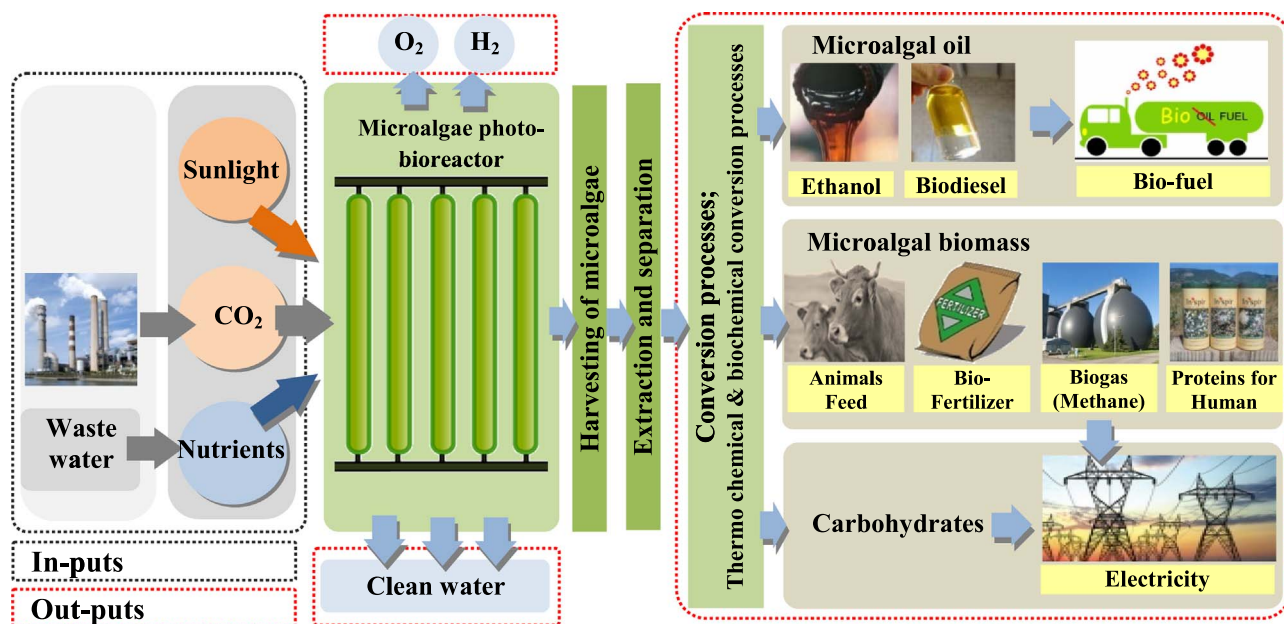 O₂
H₂
Microalgae photo-
bioreactor
Sunlight
CO₂
Nutrients
Waste
water
In-puts
Out-puts
Clean water
Harvesting of microalgae
Extraction and separation
Conversion processes;
Thermo chemical & biochemical conversion processes
Microalgal oil
Ethanol
Biodiesel
Bio OIL FUEL
Bio-fuel
Microalgal biomass
FERTILIZER
Animals
Feed
Bio-
Fertilizer
Biogas
(Methane)
Proteins for
Human
Carbohydrates
Electricity